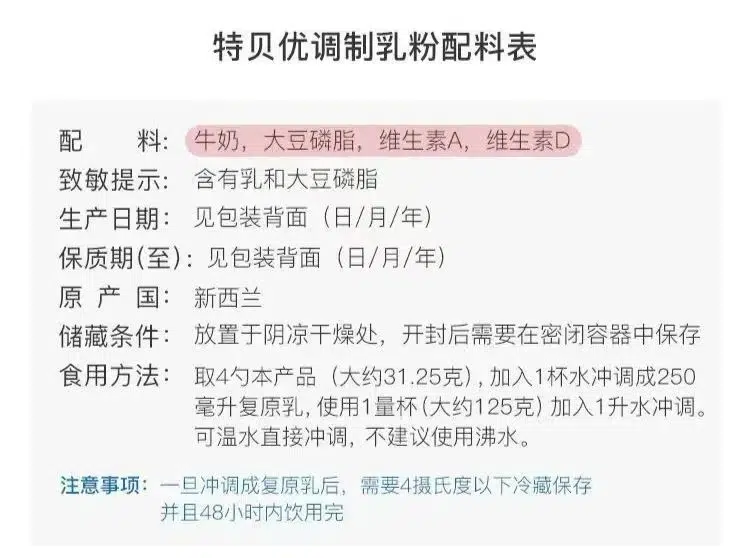 特贝优调制乳粉配料表
配 料: 牛奶，大豆磷脂，维生素A，维生素D
致敏提示: 含有乳和大豆磷脂
生产日期: 见包装背面（日/月/年）
保质期(至): 见包装背面（日/月/年）
原 产 国: 新西兰
储藏条件: 放置于阴凉干燥处，开封后需要在密闭容器中保存
食用方法: 取4勺本产品（大约31.25克）,加入1杯水冲调成250
毫升复原乳,使用1量杯(大约125克)加入1升水冲调。
可温水直接冲调，不建议使用沸水。
注意事项: 一旦冲调成复原乳后，需要4摄氏度以下冷藏保存
并且48小时内饮用完